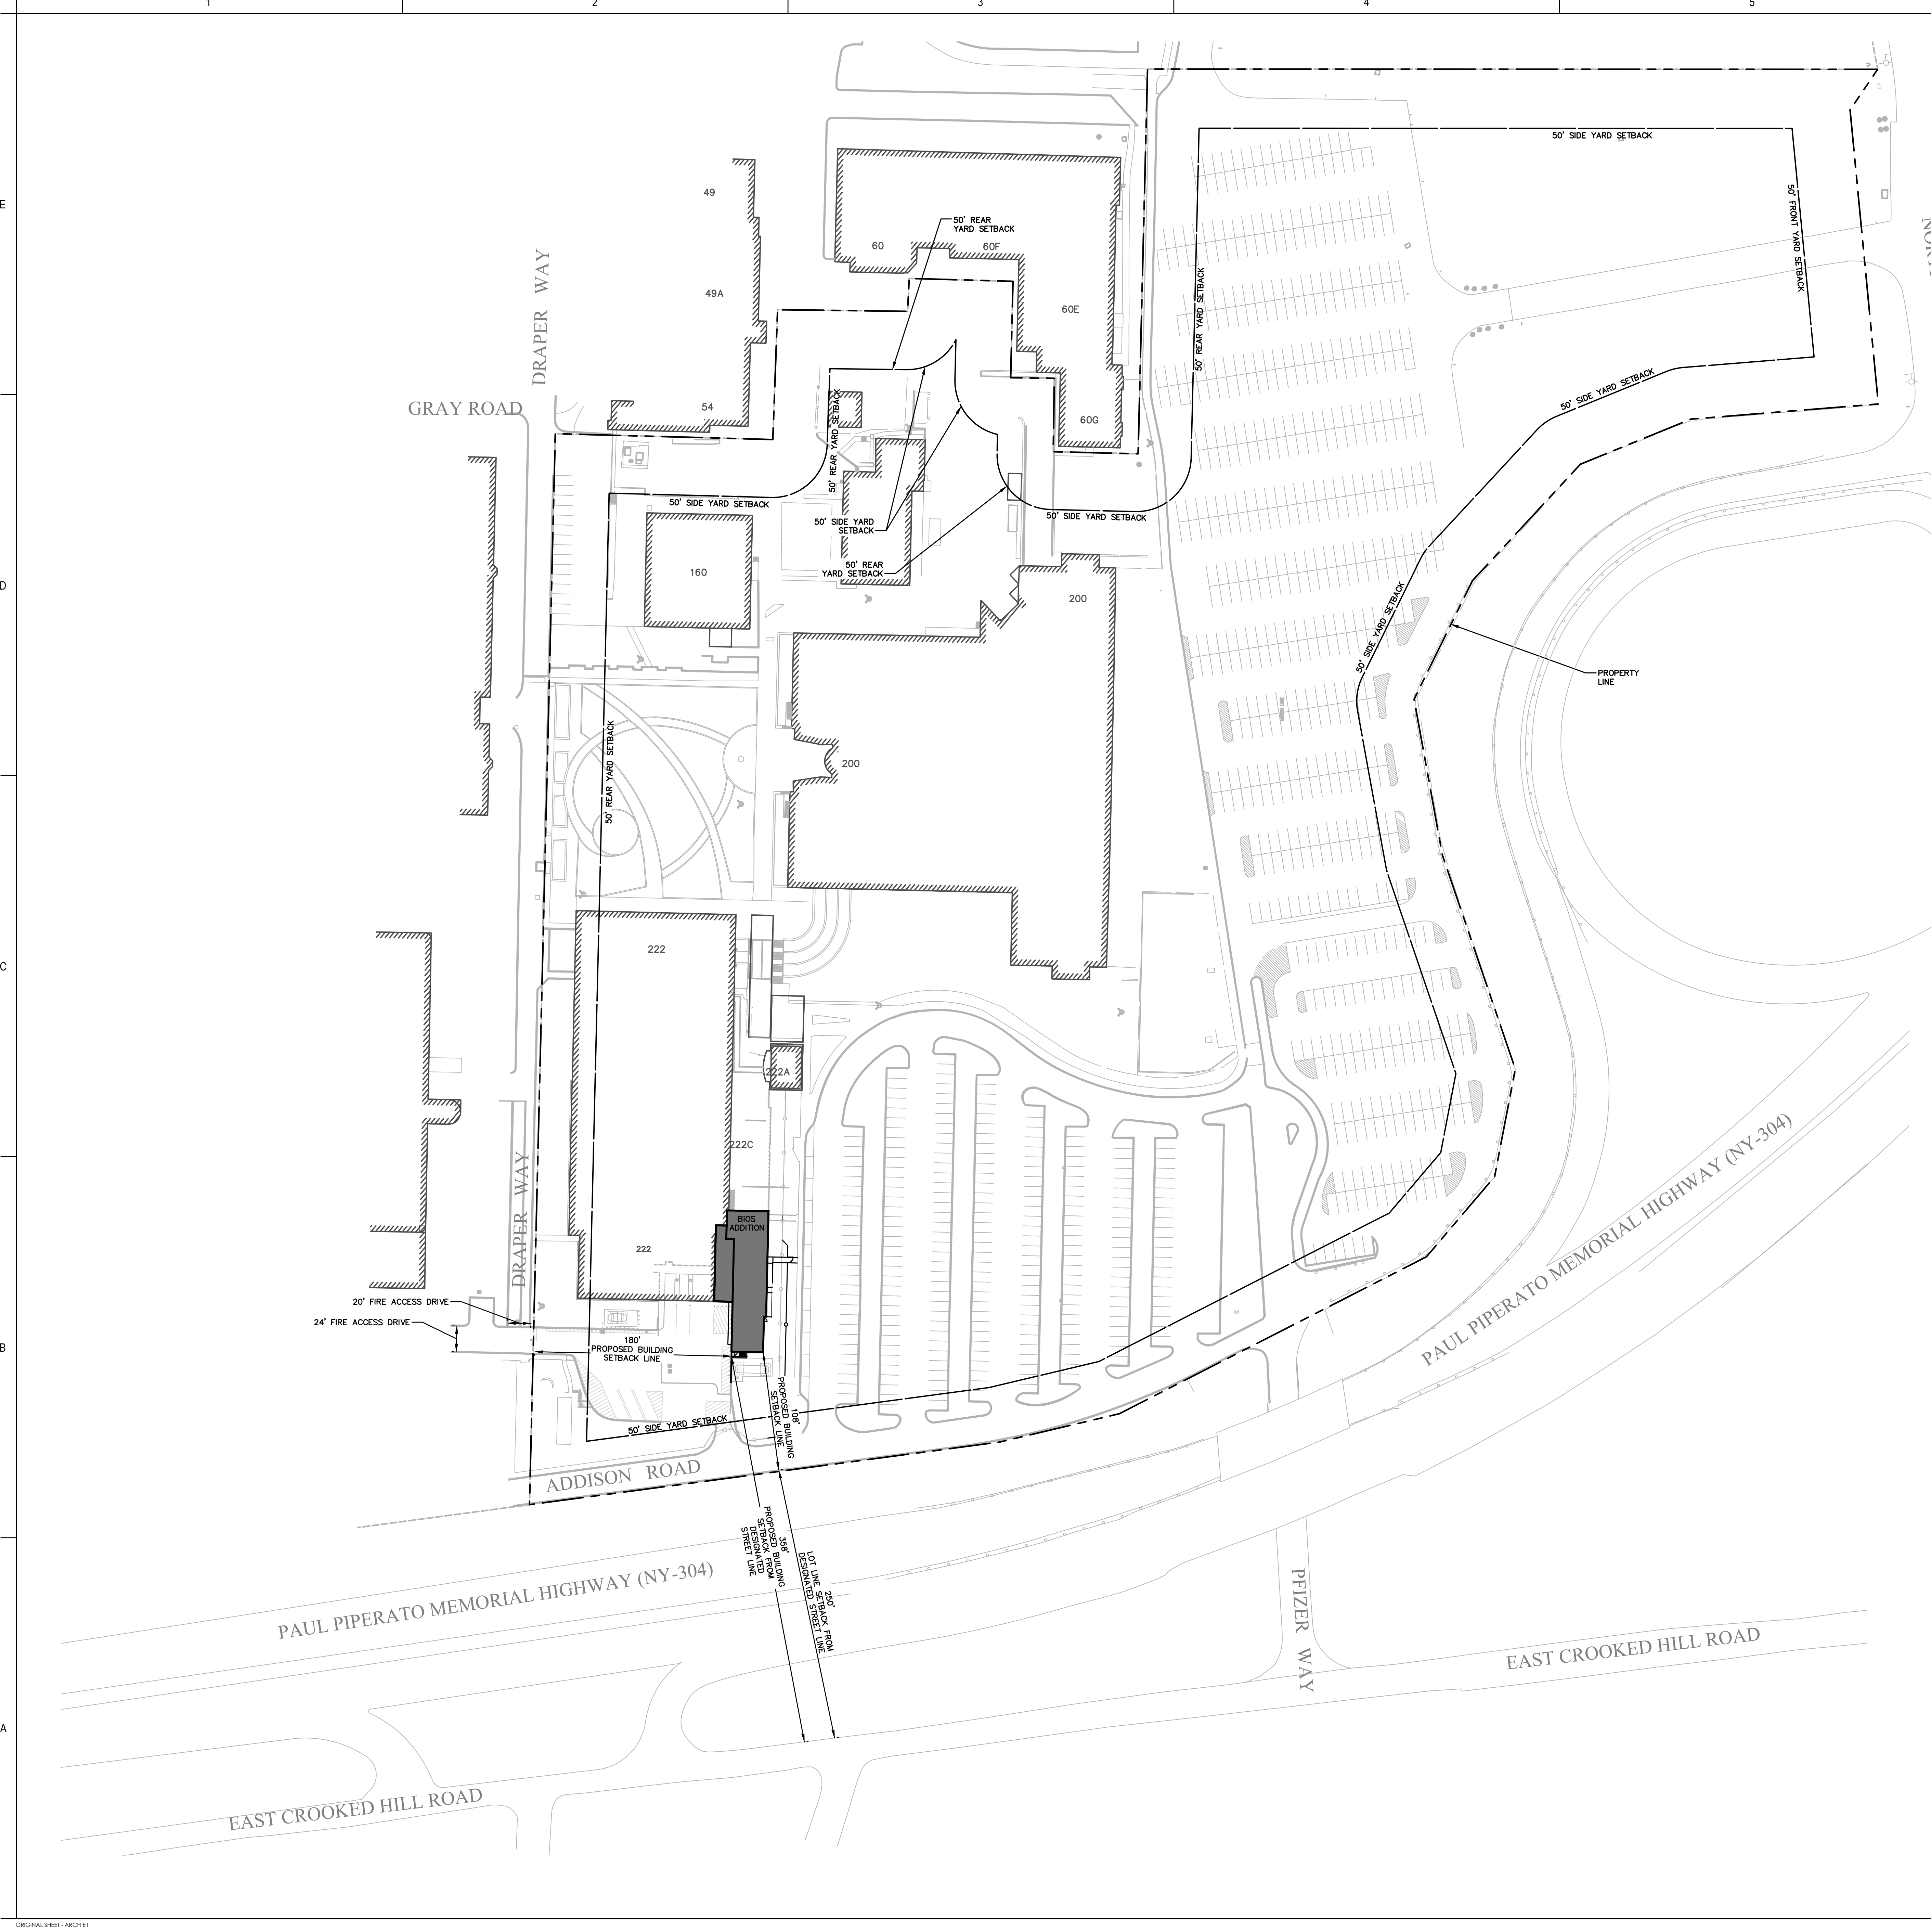 1
2
3
4
5
E
49
50' REAR
YARD SETBACK
60
60F
49A
60E
DRAPER WAY
50' SIDE YARD SETBACK
50' FRONT YARD SETBACK
50' REAR YARD SETBACK
50' SIDE YARD SETBACK
GRAY ROAD
54
60G
50' REAR YARD SETBACK
50' SIDE YARD SETBACK
50' SIDE YARD
SETBACK
50' SIDE YARD SETBACK
50' REAR
YARD SETBACK
D
160
200
50' SIDE YARD SETBACK
PROPERTY
LINE
50' REAR YARD SETBACK
200
C
222
222A
222C
DRAPER WAY
BIOS
ADDITION
222
20' FIRE ACCESS DRIVE
24' FIRE ACCESS DRIVE
B
180'
PROPOSED BUILDING
SETBACK LINE
108'
PROPOSED BUILDING
SETBACK LINE
50' SIDE YARD SETBACK
ADDISON ROAD
PAUL PIPERATO MEMORIAL HIGHWAY (NY-304)
358'
PROPOSED BUILDING
SETBACK FROM
DESIGNATED
STREET LINE
250'
LOT LINE SETBACK FROM
DESIGNATED STREET LINE
PAUL PIPERATO MEMORIAL HIGHWAY (NY-304)
PFIZER WAY
EAST CROOKED HILL ROAD
A
EAST CROOKED HILL ROAD
ORIGINAL SHEET - ARCH E1